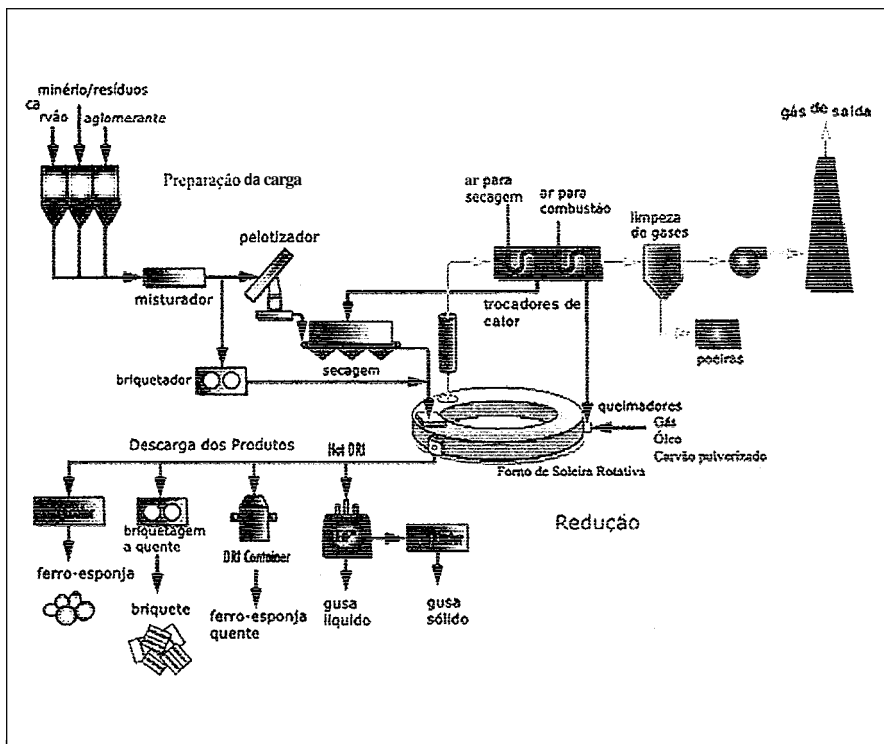 minério/resíduos
ca
rvão
aglomerante
Preparação da carga
gás de saída
ar para
secagem
ar para
combustão
limpeza
de gases
pelotizador
misturador
trocadores de
calor
secagem
poeiras
briquetador
queimadores
Gás
Óleo
Carvão pulverizado
Descarga dos Produtos
Hot DRI
Forno de Soleira Rotativa
Redução
briquetagem
a quente
DRI Container
ferro-esponja
briquete
ferro-esponja
quente
gusa
líquido
gusa
sólido